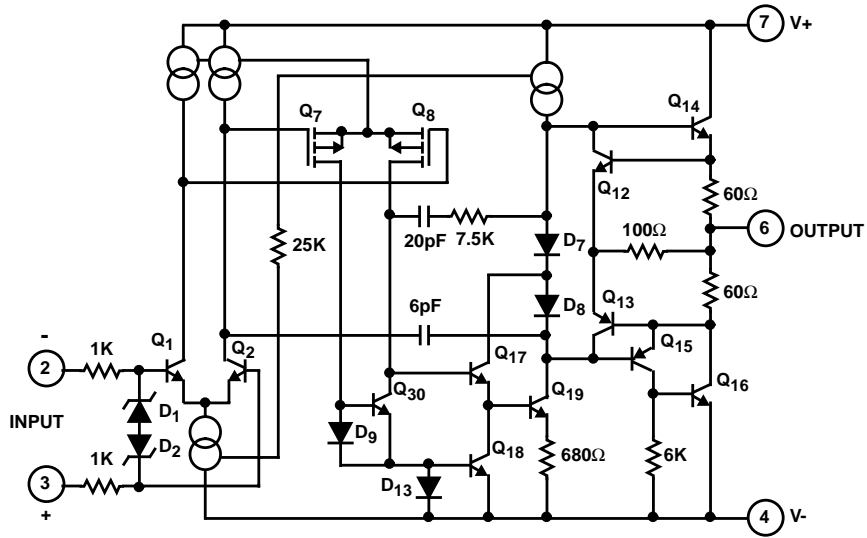 7 V+
Q14
Q7 Q8
Q12
60Ω
6 OUTPUT
20pF 7.5K
25K
D7
100Ω
60Ω
6pF
D8
Q13
Q17
Q15
-
Q1 Q2
2 1K
Q30
Q19
Q16
INPUT
D1
D9
D2
Q18
680Ω
6K
3 1K
+
D13
4 V-